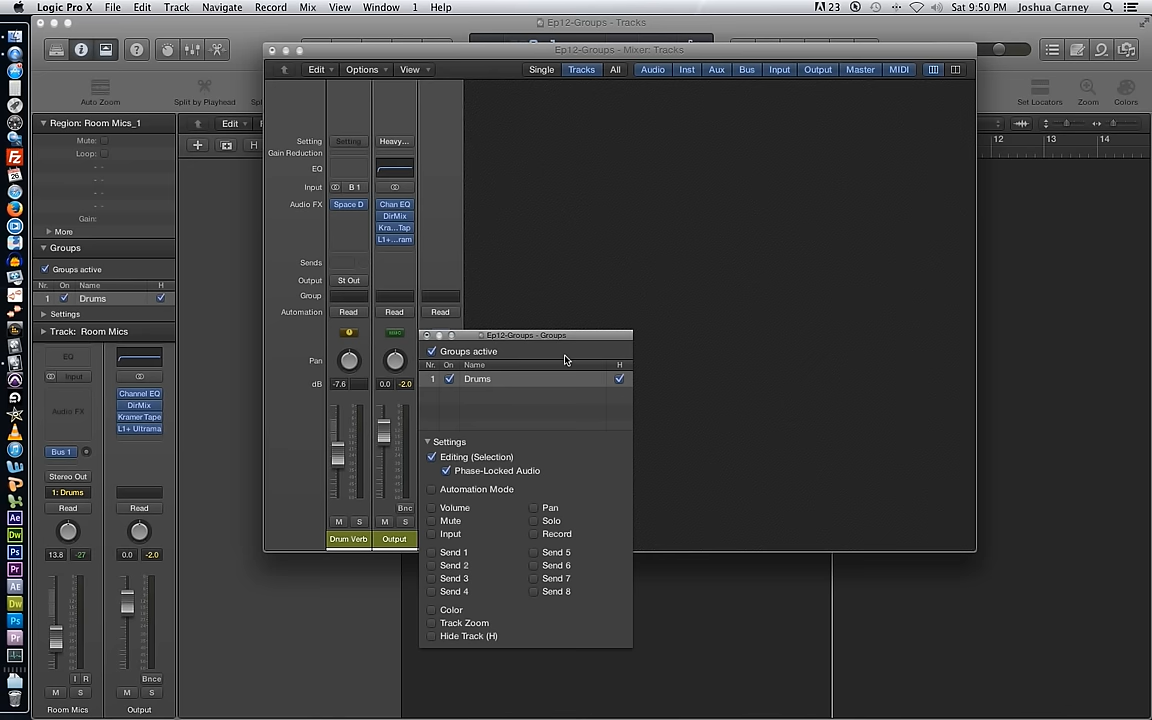 Logic Pro X File Edit Track Navigate Record Mix View Window 1 Help 23 Sat 9:50 PM Joshua Carney
Ep12-Groups - Tracks
Ep12-Groups - Mixer: Tracks
Edit Options View Single Tracks All Audio Inst Aux Bus Input Output Master MIDI
Auto Zoom Split by Playhead Set Locators Zoom Colors
Region: Room Mics_1
Edit
Mute:
Loop:
12 13 14
Gain:
More
Groups
Groups active
Nr. On Name H
1 Drums
Settings
Track: Room Mics
EQ
Input
Audio FX
Channel EQ
DirMix
Kramer Tape
L1+ Ultrama
Bus 1
Stereo Out
1: Drums
Read Read
13.8 -27 0.0 -2.0
I R Bnce
M S M S
Room Mics Output
Setting Setting Heavy...
Gain Reduction
EQ
Input B 1
Audio FX Space D Chan EQ
DirMix
Kra...Tap
L1+...ram
Sends
Output St Out
Group
Automation Read Read Read
Pan
dB -7.6 0.0 -2.0
Bnc
M S M S
Drum Verb Output
Ep12-Groups - Groups
Groups active
Nr. On Name H
1 Drums
Settings
Editing (Selection)
Phase-Locked Audio
Automation Mode
Volume Pan
Mute Solo
Input Record
Send 1 Send 5
Send 2 Send 6
Send 3 Send 7
Send 4 Send 8
Color
Track Zoom
Hide Track (H)